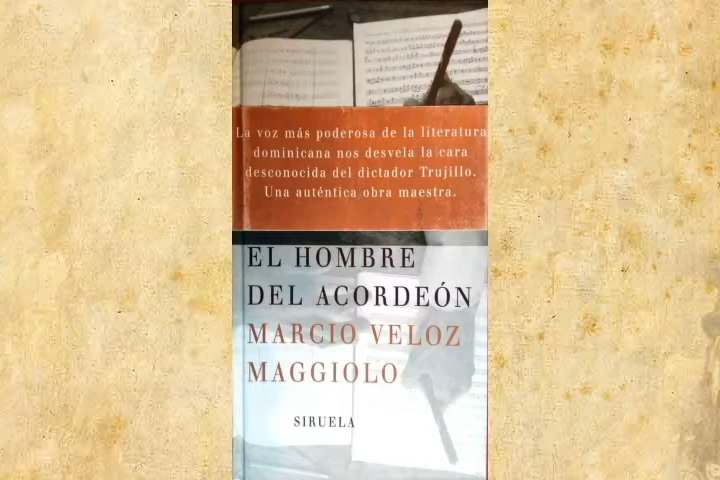 La voz más poderosa de la literatura
dominicana nos desvela la cara
desconocida del dictador Trujillo.
Una auténtica obra maestra.
EL HOMBRE
DEL ACORDEÓN
MARCIO VELOZ
MAGGIOLO
SIRUELA